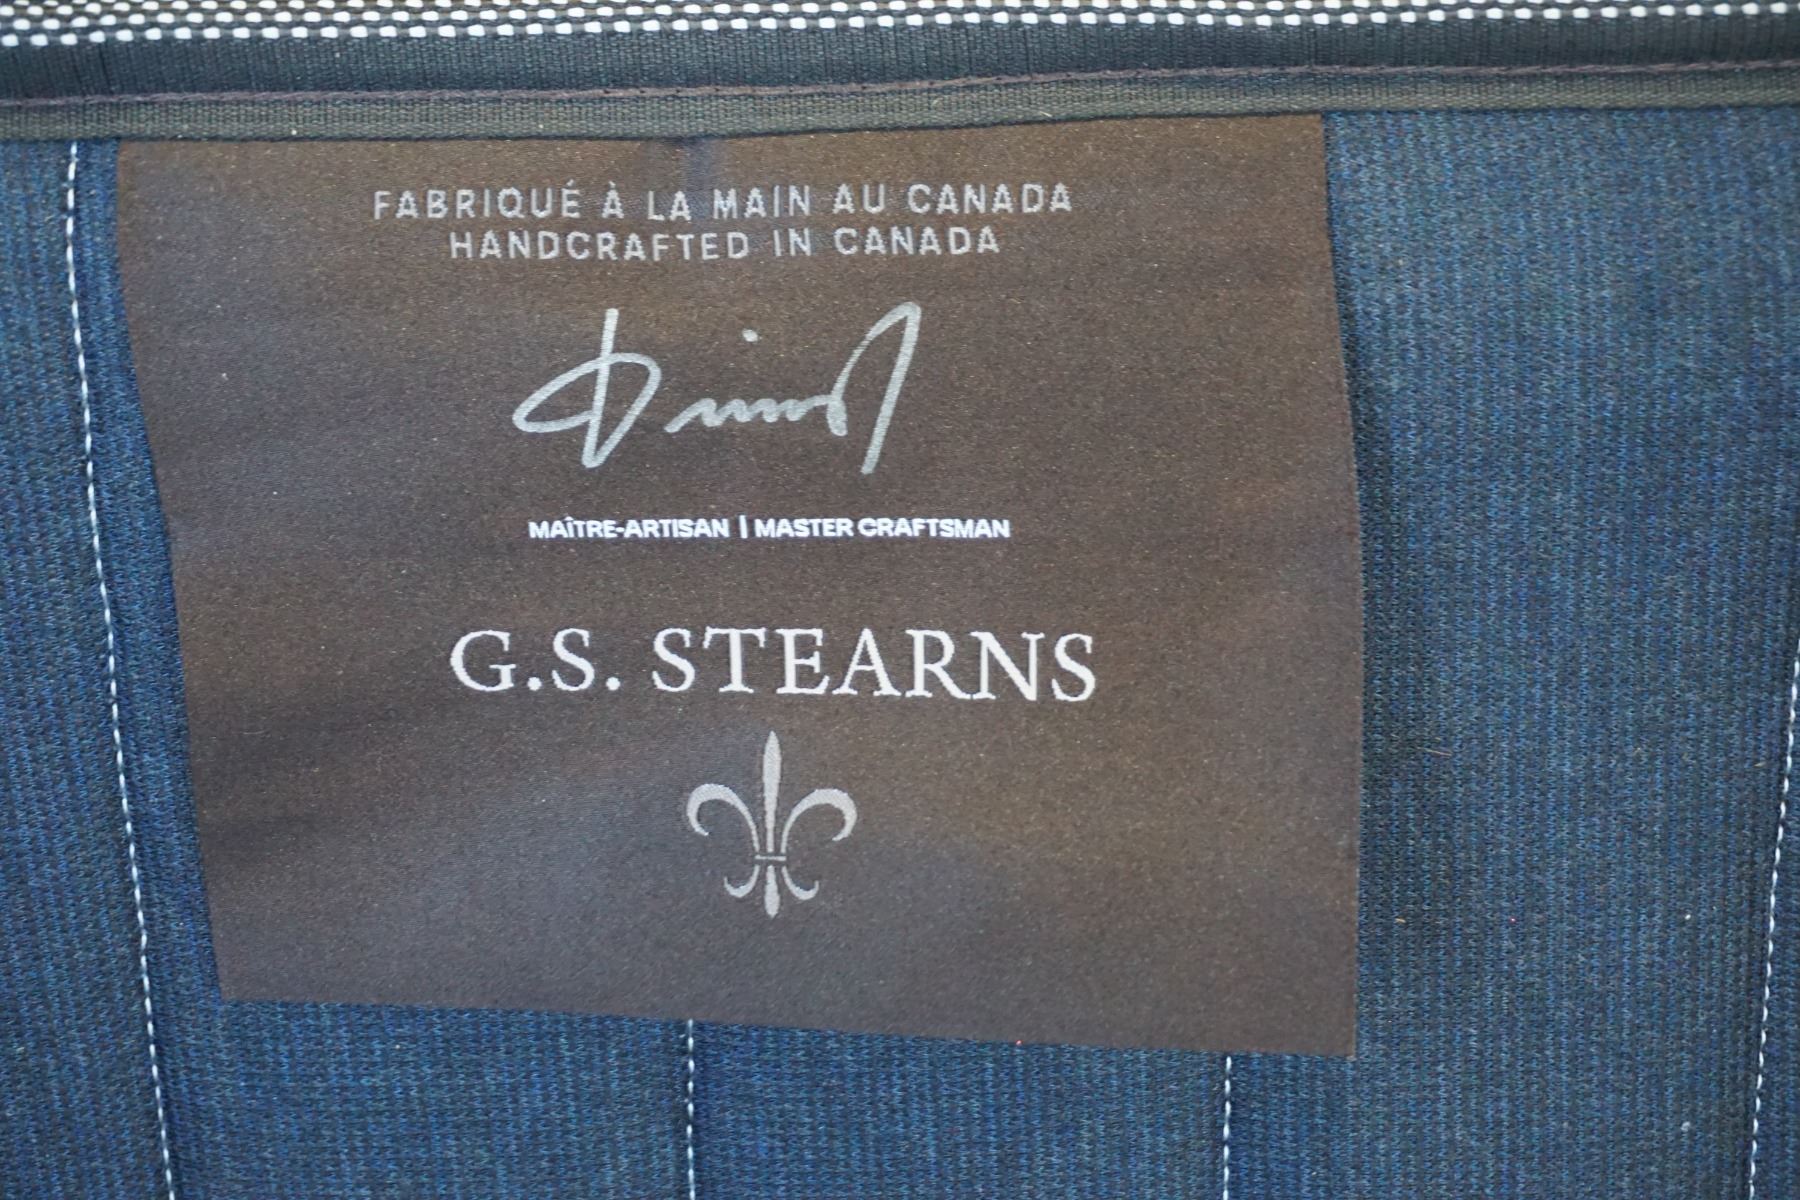 FABRIQUÉ À LA MAIN AU CANADA
HANDCRAFTED IN CANADA
MAÎTRE-ARTISAN | MASTER CRAFTSMAN
G.S. STEARNS